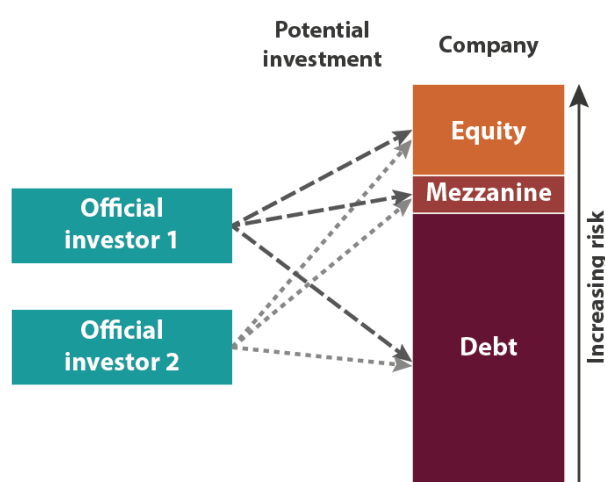 Potential
investment
Company
Equity
Mezzanine
Debt
Official
investor 1
Official
investor 2
Increasing risk